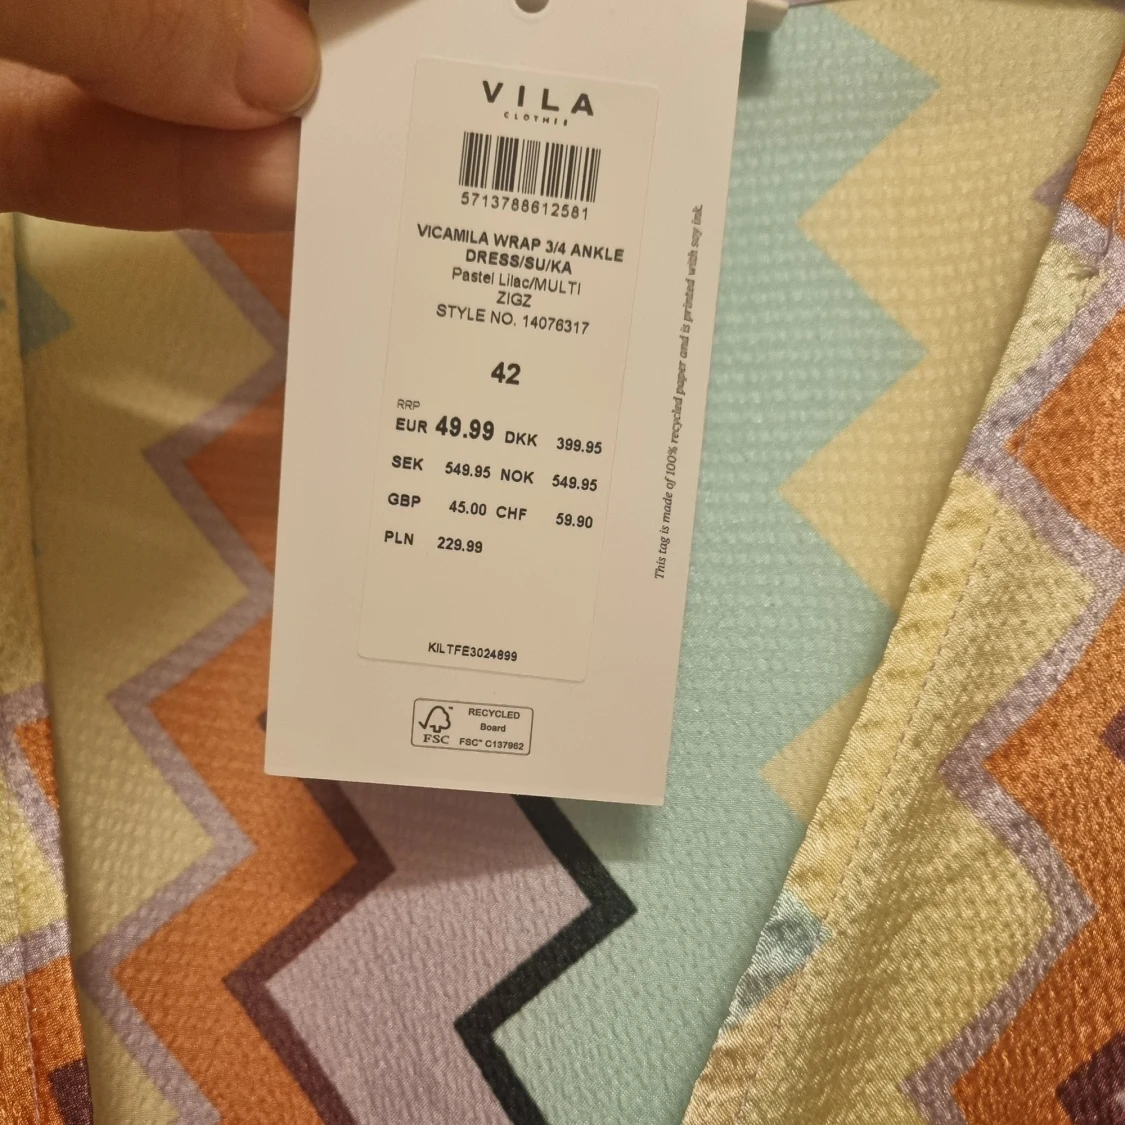 VILA
CLOTHES
5713788612581
VICAMILA WRAP 3/4 ANKLE
DRESS/SU/KA
Pastel Lilac/MULTI
ZIGZ
STYLE NO. 14076317
42
RRP
EUR 49.99 DKK 399.95
SEK 549.95 NOK 549.95
GBP 45.00 CHF 59.90
PLN 229.99
KILTFE3024899
FSC™
RECYCLED
Board
FSC™ C137962
This tag is made of 100% recycled paper and is printed with soy ink.